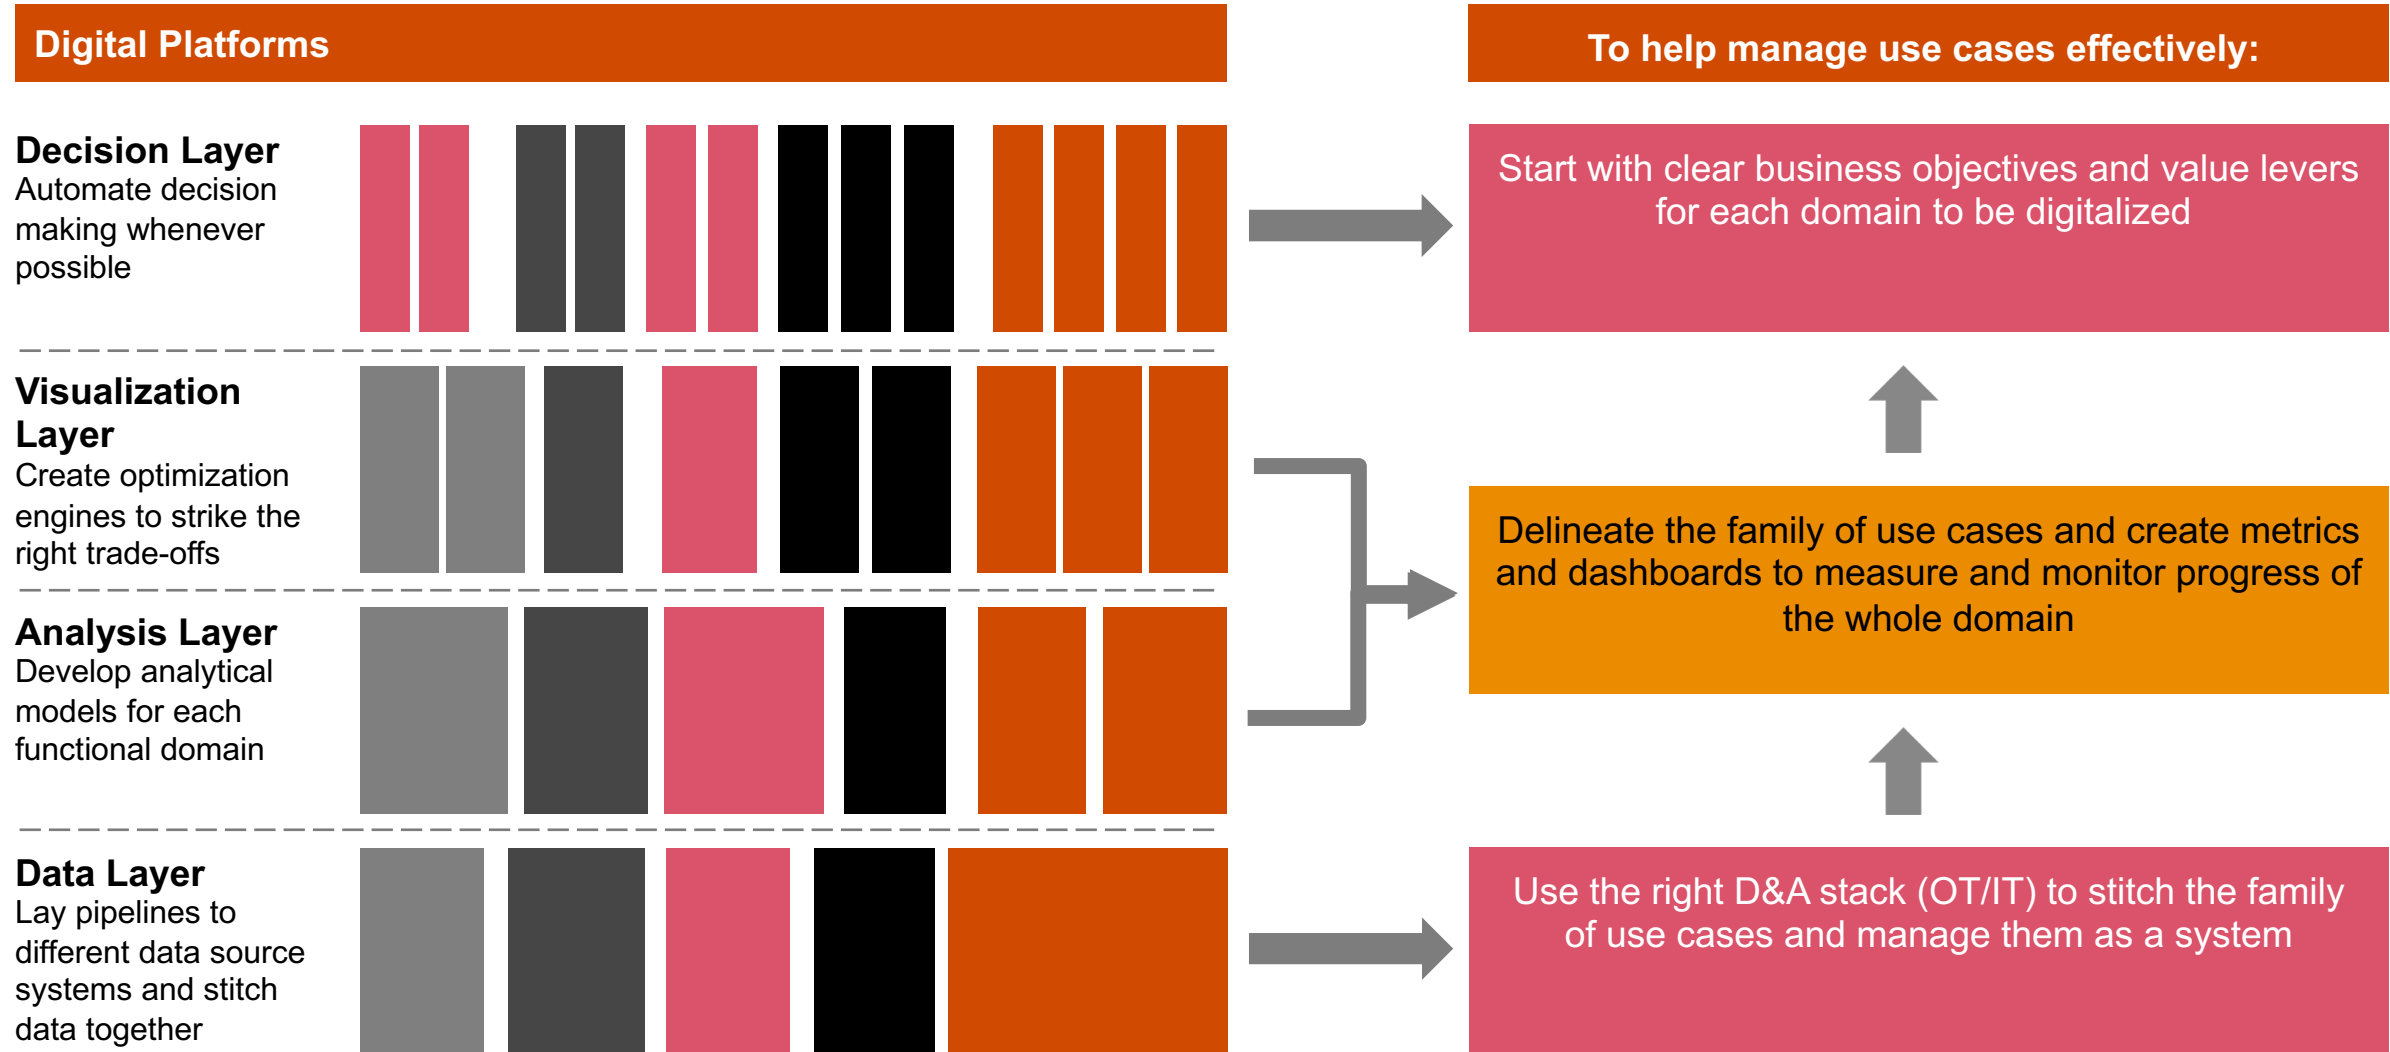 Digital Platforms
To help manage use cases effectively:
Decision Layer
Automate decision
making whenever
possible
Start with clear business objectives and value levers
for each domain to be digitalized
Visualization
Layer
Create optimization
engines to strike the
right trade-offs
Delineate the family of use cases and create metrics
and dashboards to measure and monitor progress of
the whole domain
Analysis Layer
Develop analytical
models for each
functional domain
Data Layer
Lay pipelines to
different data source
systems and stitch
data together
Use the right D&A stack (OT/IT) to stitch the family
of use cases and manage them as a system